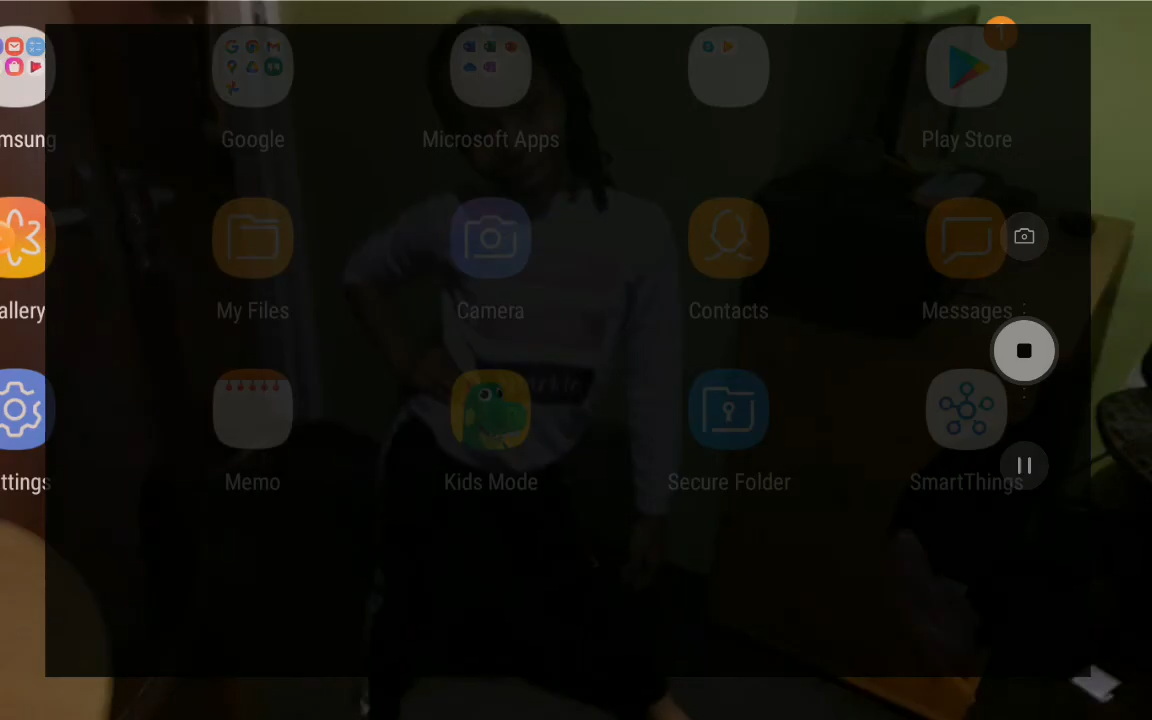 msung
Google
Microsoft Apps
Play Store
1
allery
My Files
Camera
Contacts
Messages
ttings
Memo
Kids Mode
Secure Folder
SmartThings